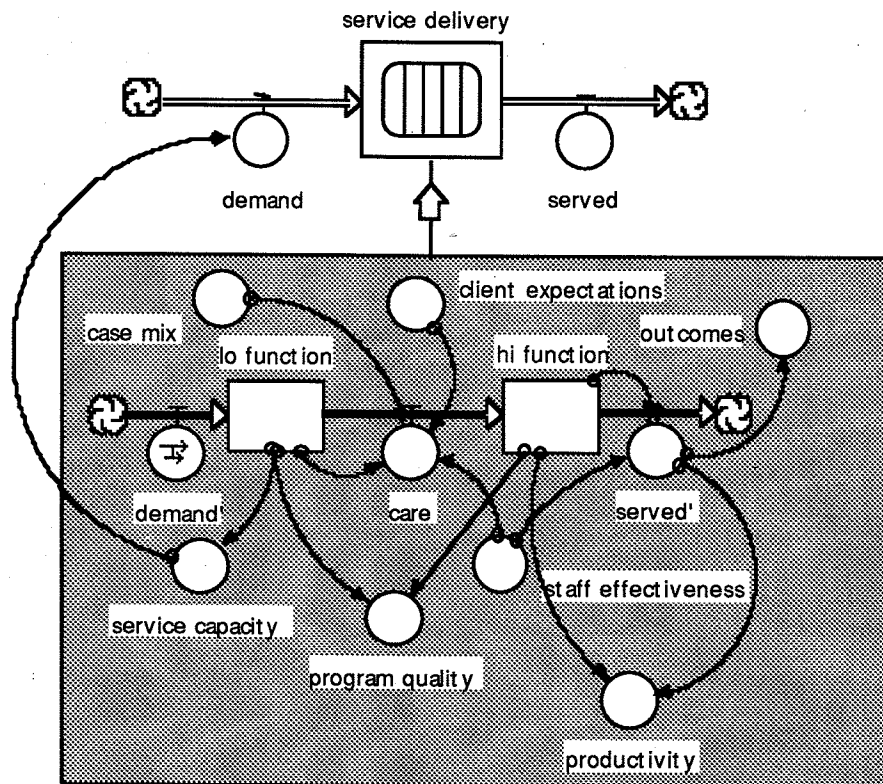 service delivery
demand
served
client expectations
case mix
outcomes
lo function
hi function
demand'
care
served'
staff effectiveness
service capacity
program quality
productivity